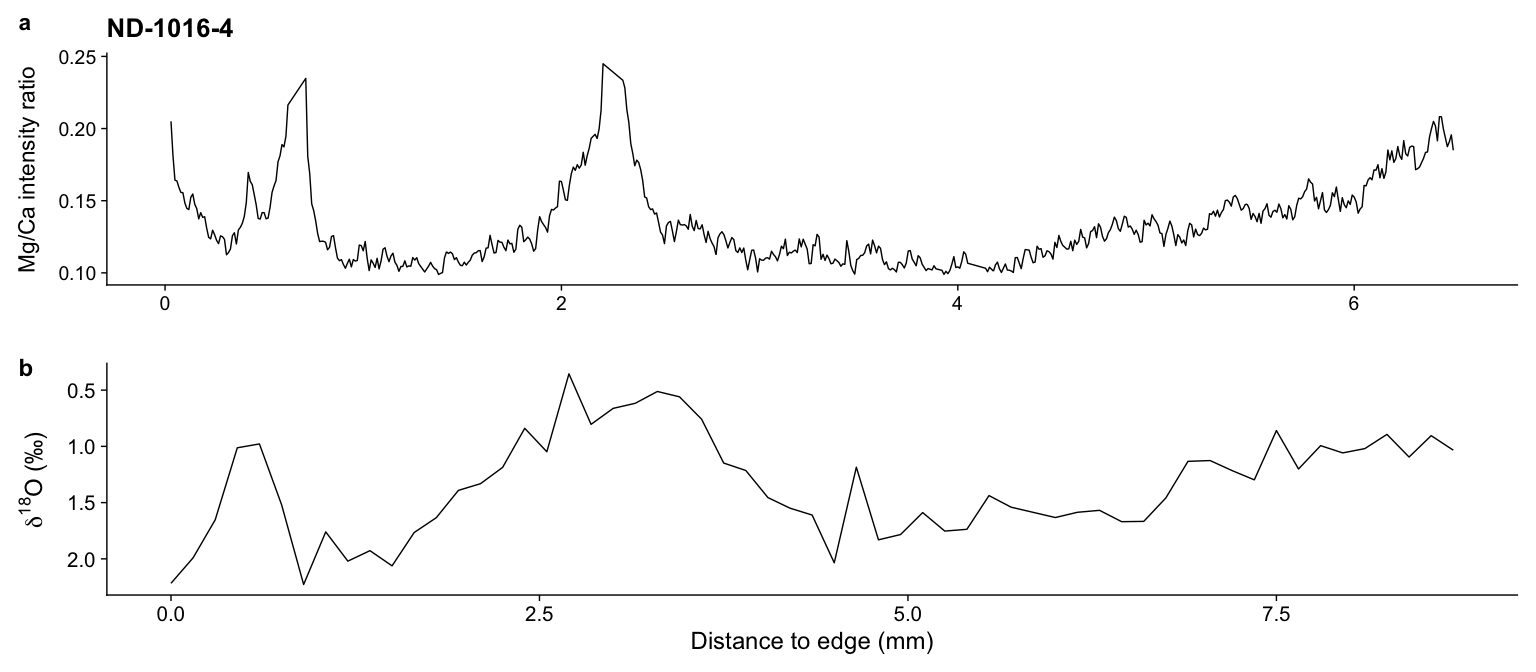 a
ND-1016-4
Mg/Ca intensity ratio
0.25
0.20
0.15
0.10
0 2 4 6
b
δ¹⁸O (‰)
0.5
1.0
1.5
2.0
0.0 2.5 5.0 7.5
Distance to edge (mm)